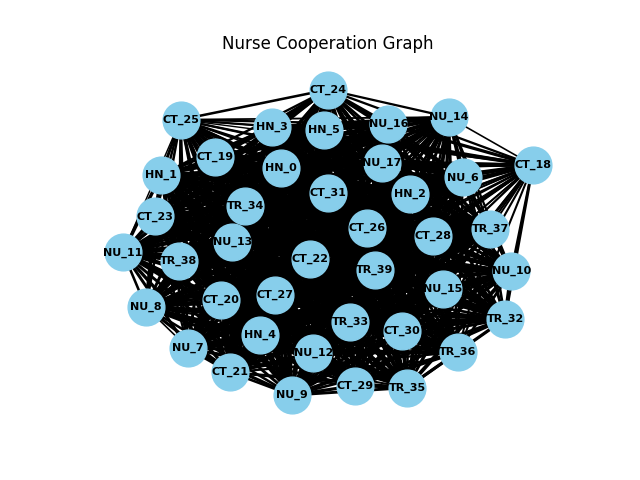 Nurse Cooperation Graph
CT_24
CT_25
NU_14
HN_3
HN_5
NU_16
CT_19
NU_17
CT_18
HN_0
HN_1
NU_6
CT_31
HN_2
TR_34
CT_23
CT_26
TR_37
CT_28
NU_13
NU_11
TR_38
CT_22
TR_39
NU_10
NU_15
CT_27
CT_20
NU_8
TR_32
TR_33
CT_30
HN_4
NU_7
NU_12
TR_36
CT_21
CT_29
TR_35
NU_9